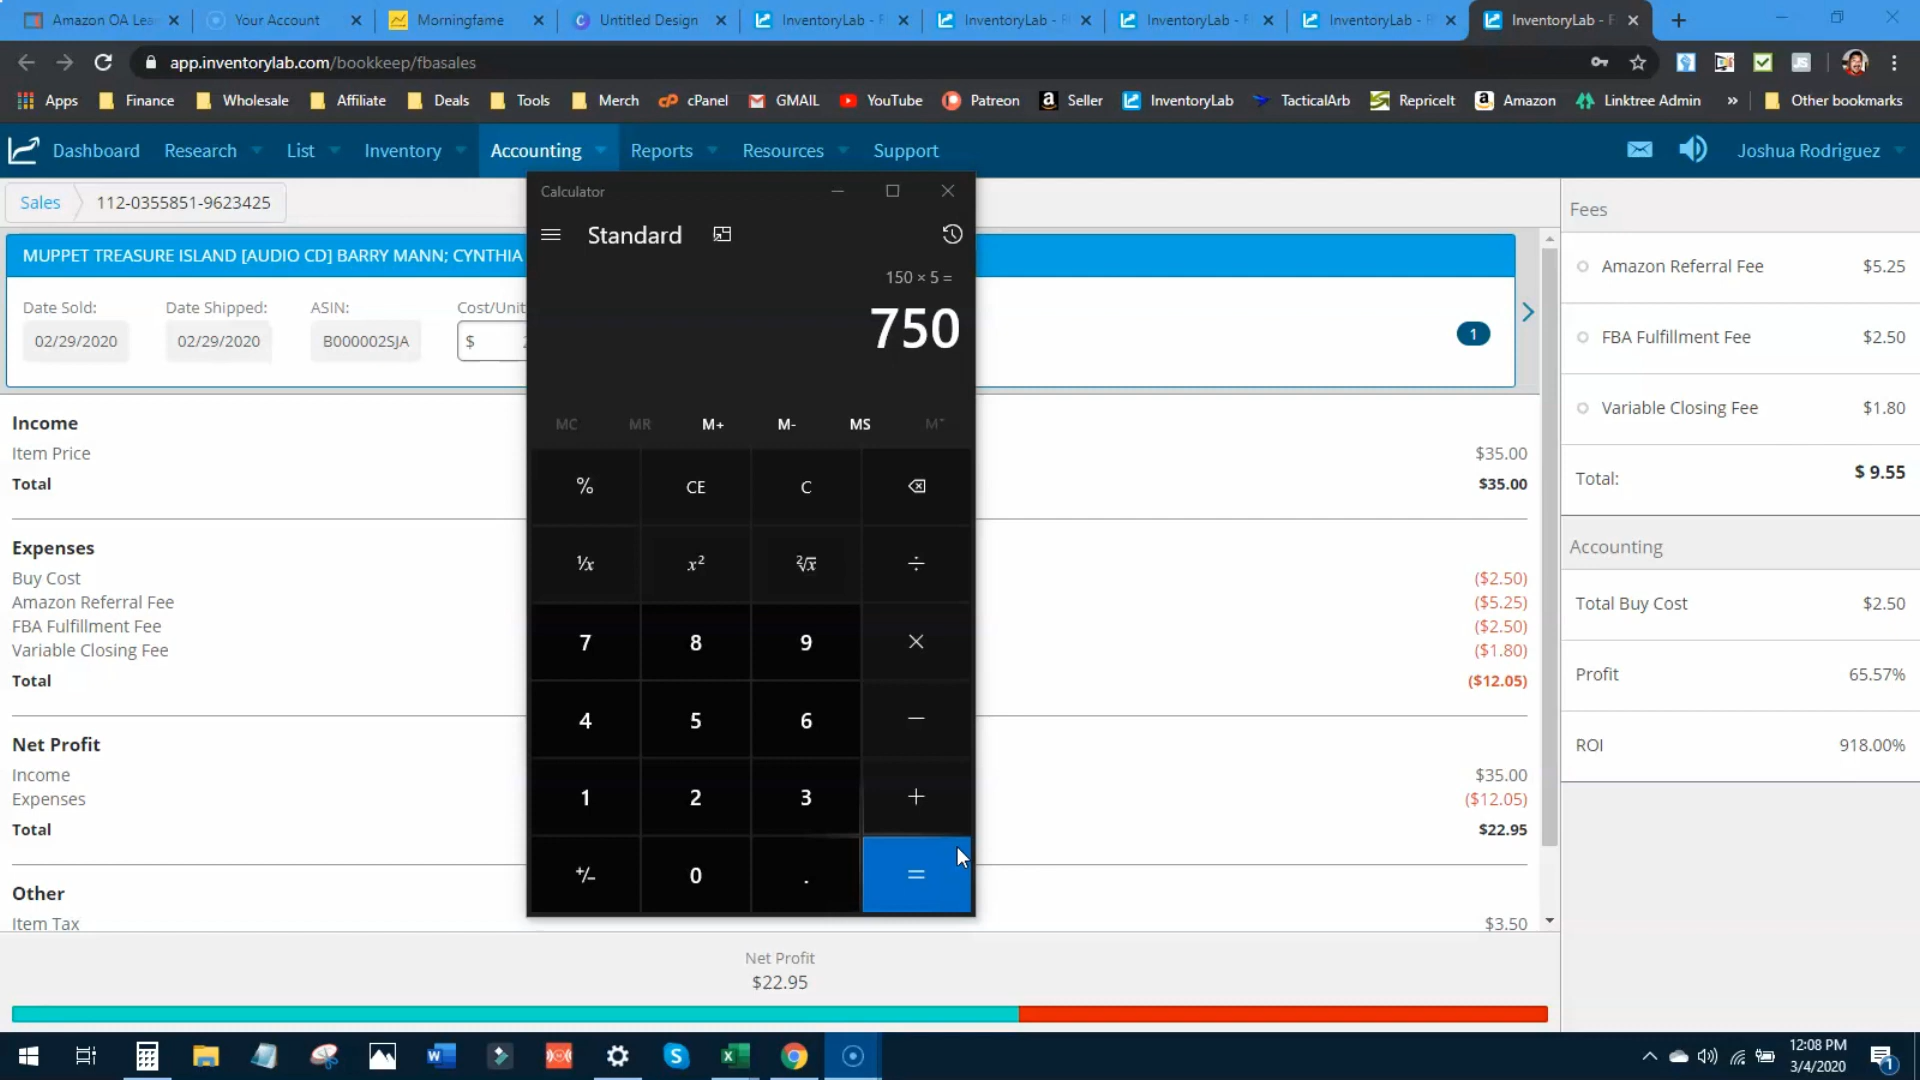 Amazon OA Lea
Your Account
Morningfame
Untitled Design
InventoryLab -
InventoryLab -
InventoryLab - F
InventoryLab -
InventoryLab - F
app.inventorylab.com/bookkeep/fbasales
Apps
Finance
Wholesale
Affiliate
Deals
Tools
Merch
cPanel
GMAIL
YouTube
Patreon
Seller
InventoryLab
TacticalArb
RepriceIt
Amazon
Linktree Admin
»
Other bookmarks
Dashboard
Research
List
Inventory
Accounting
Reports
Resources
Support
Joshua Rodriguez
Sales
112-0355851-9623425
MUPPET TREASURE ISLAND [AUDIO CD] BARRY MANN; CYNTHIA
Date Sold:
Date Shipped:
ASIN:
Cost/Unit
02/29/2020
02/29/2020
B000002SJA
$
1
Income
Item Price
$35.00
Total
$35.00
Expenses
Buy Cost
($2.50)
Amazon Referral Fee
($5.25)
FBA Fulfillment Fee
($2.50)
Variable Closing Fee
($1.80)
Total
($12.05)
Net Profit
Income
$35.00
Expenses
($12.05)
Total
$22.95
Other
Item Tax
$3.50
Net Profit
$22.95
Calculator
Standard
150 × 5 =
750
MC
MR
M+
M-
MS
M˅
%
CE
C
⅟x
x²
²√x
÷
7
8
9
×
4
5
6
−
1
2
3
+
+/−
0
.
=
Fees
Amazon Referral Fee
$5.25
FBA Fulfillment Fee
$2.50
Variable Closing Fee
$1.80
Total:
$ 9.55
Accounting
Total Buy Cost
$2.50
Profit
65.57%
ROI
918.00%
12:08 PM
3/4/2020
1